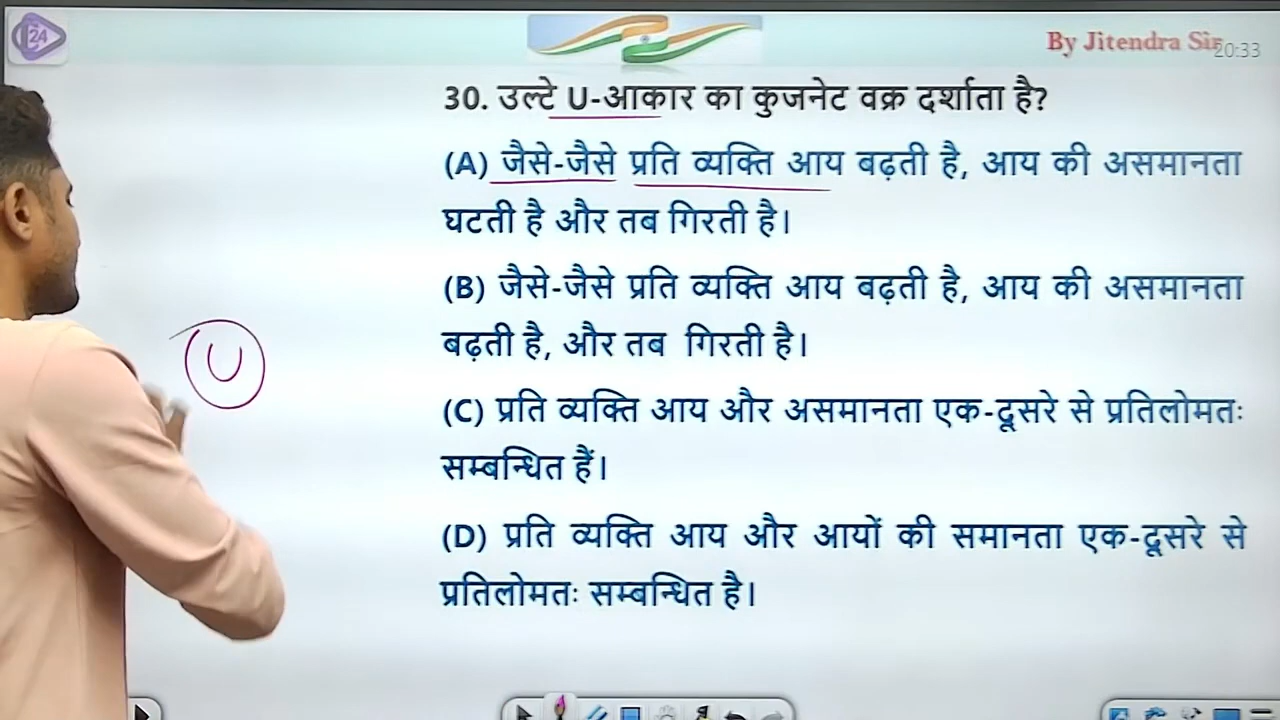 24
By Jitendra Sir
20:33
30. उल्टे U-आकार का कुजनेट वक्र दर्शाता है?
(A) जैसे-जैसे प्रति व्यक्ति आय बढ़ती है, आय की असमानता
घटती है और तब गिरती है।
(B) जैसे-जैसे प्रति व्यक्ति आय बढ़ती है, आय की असमानता
बढ़ती है, और तब गिरती है।
U
(C) प्रति व्यक्ति आय और असमानता एक-दूसरे से प्रतिलोमतः
सम्बन्धित हैं।
(D) प्रति व्यक्ति आय और आयों की समानता एक-दूसरे से
प्रतिलोमतः सम्बन्धित है।